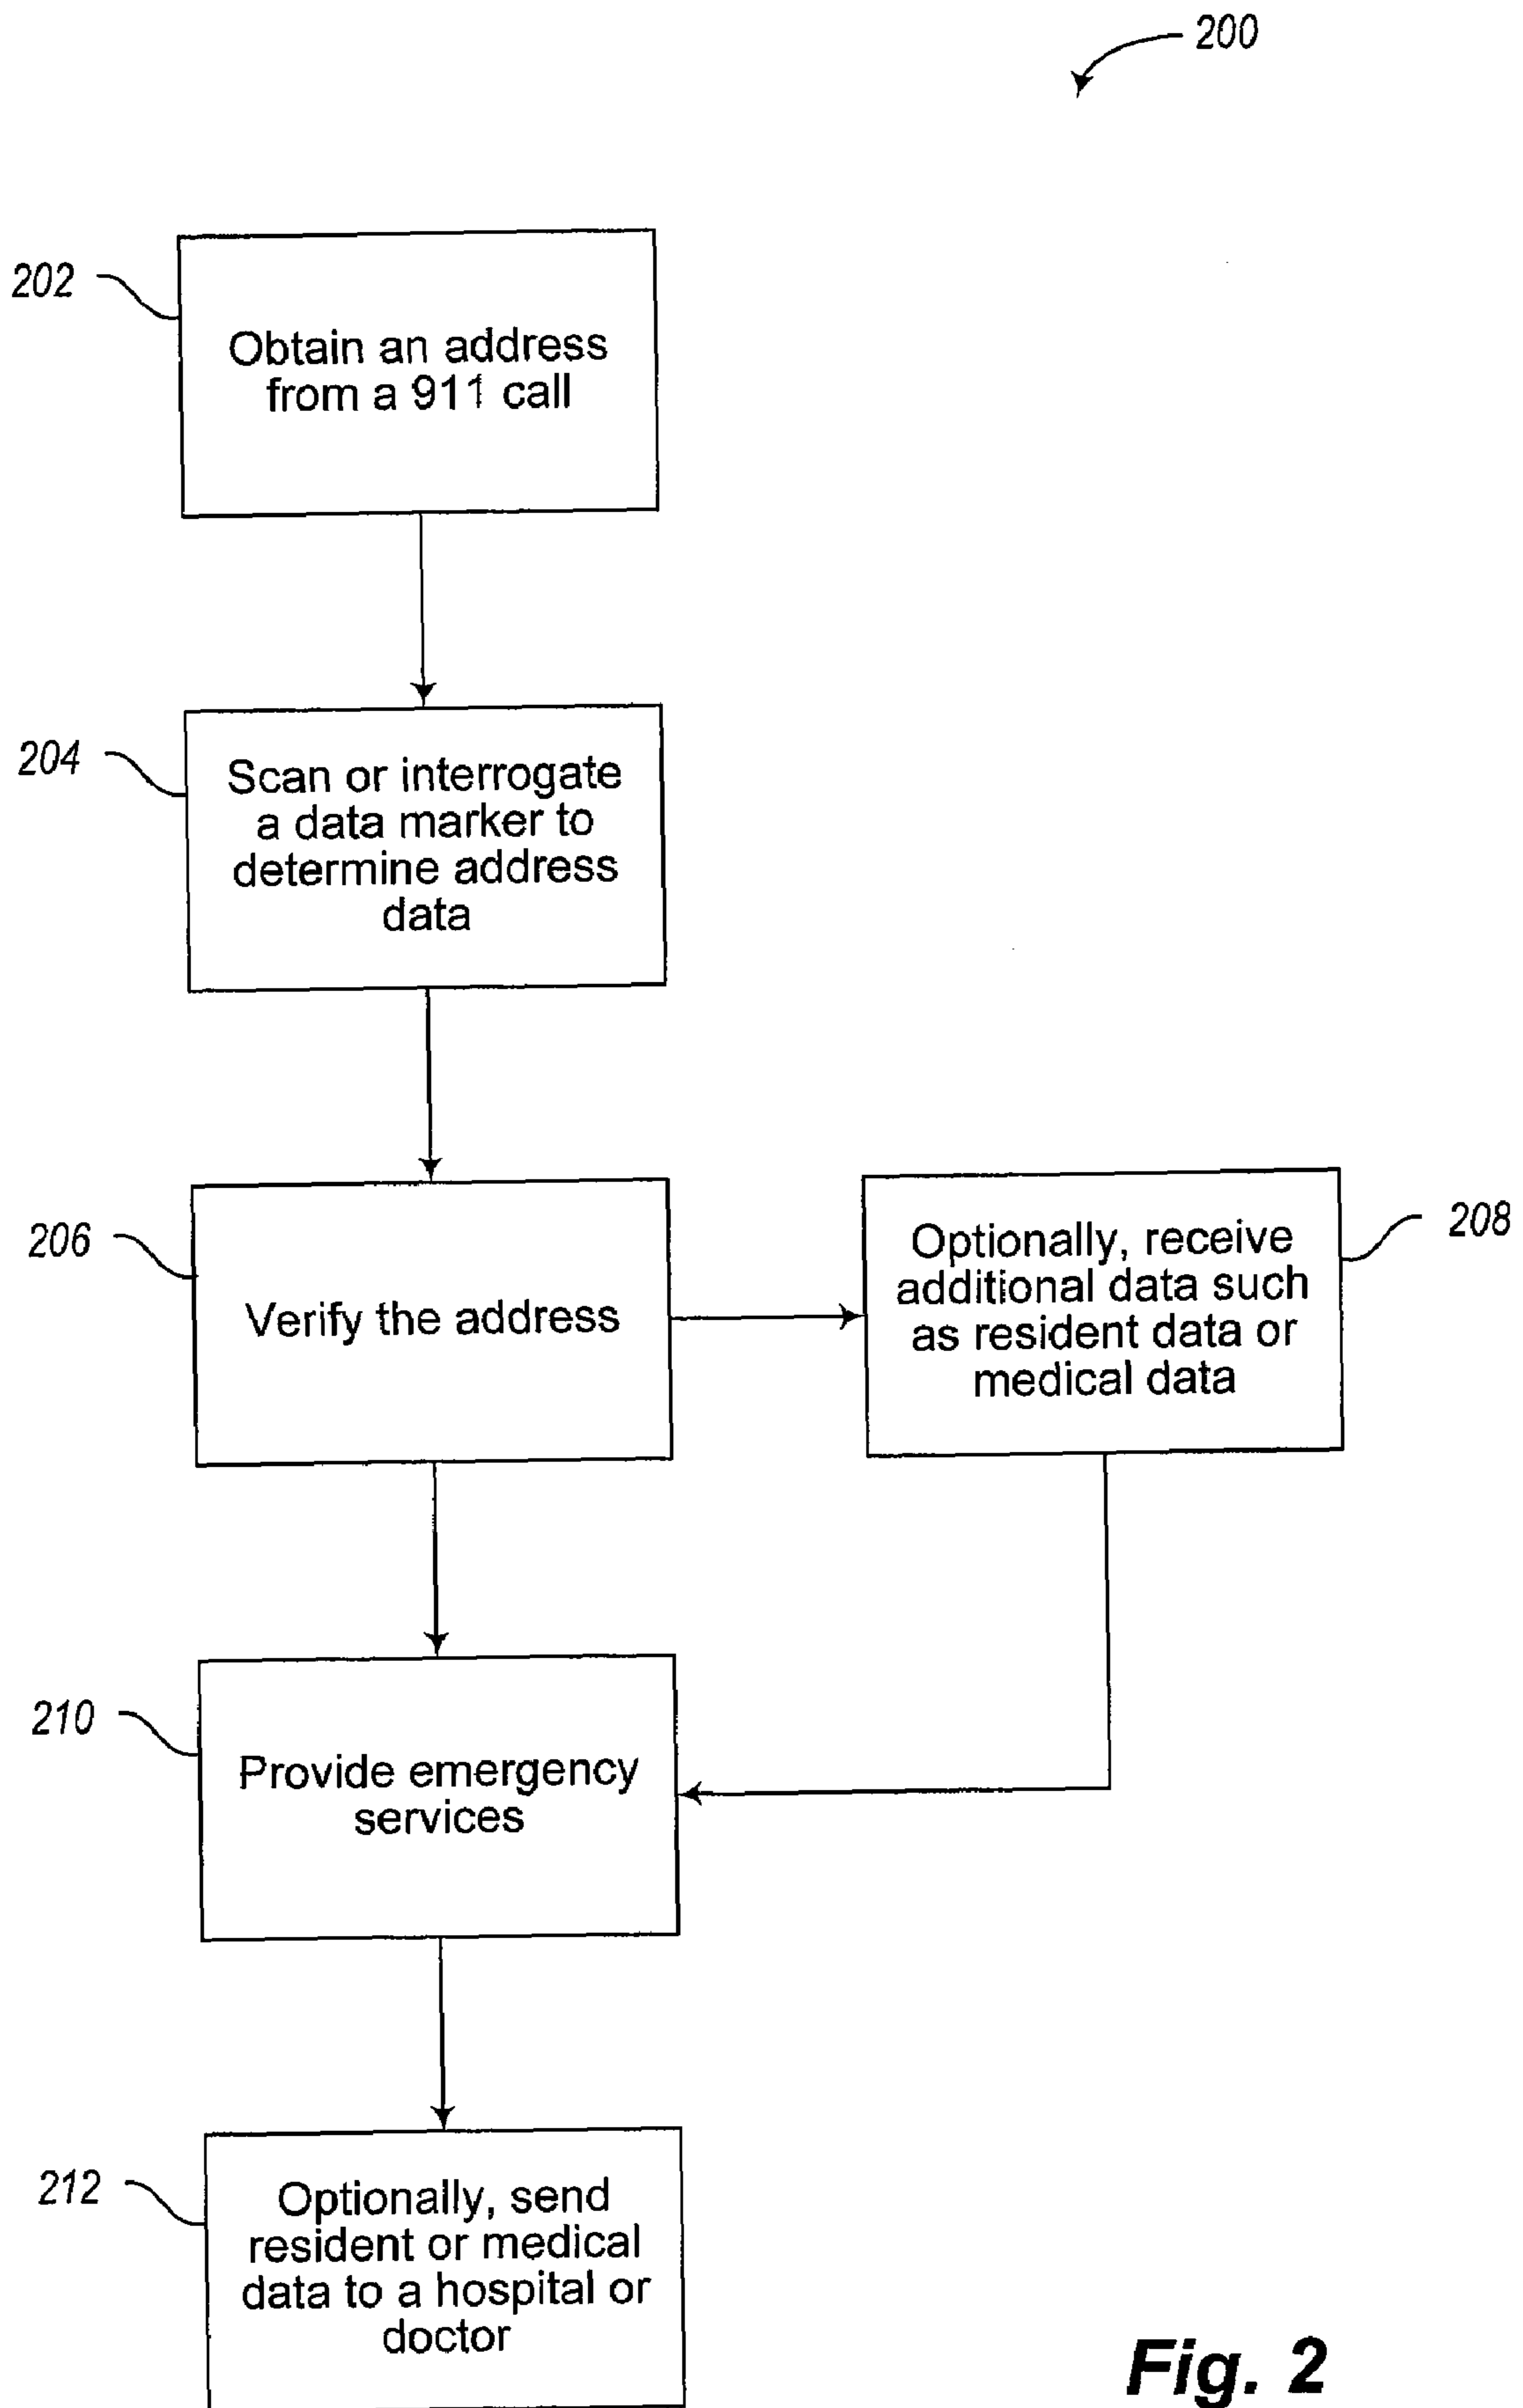 200
202
Obtain an address
from a 911 call
204
Scan or interrogate
a data marker to
determine address
data
206
Verify the address
208
Optionally, receive
additional data such
as resident data or
medical data
210
Provide emergency
services
212
Optionally, send
resident or medical
data to a hospital or
doctor
Fig. 2